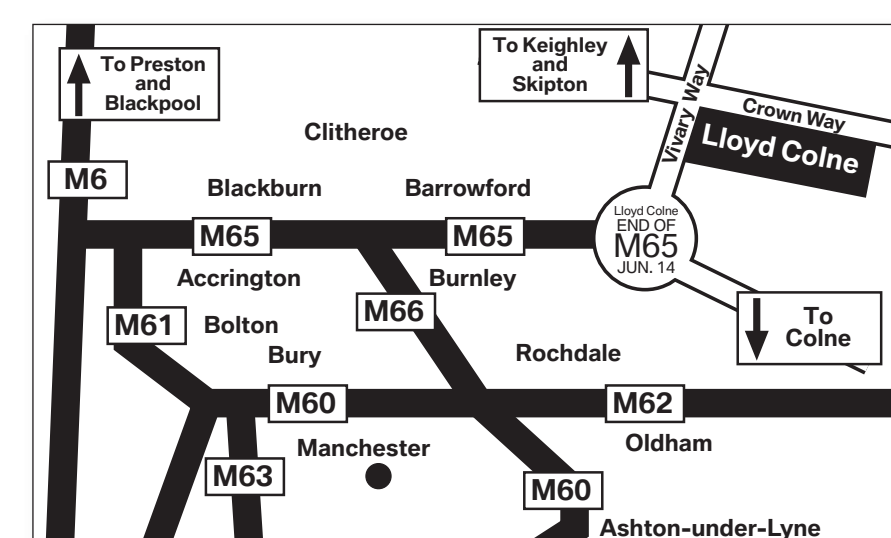 To Preston
and
Blackpool
To Keighley
and
Skipton
Vivary Way
Crown Way
Lloyd Colne
Clitheroe
M6
Blackburn
Barrowford
M65
M65
Lloyd Colne
END OF
M65
JUN. 14
Accrington
Burnley
M61
Bolton
M66
To
Colne
Bury
Rochdale
M60
M62
Manchester
Oldham
M63
M60
Ashton-under-Lyne